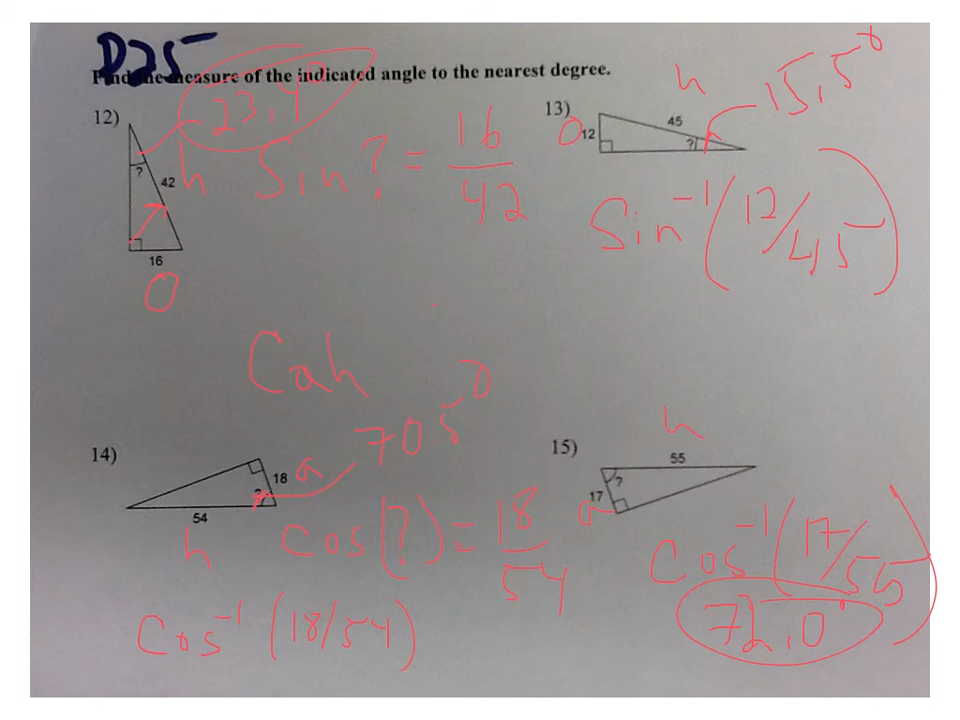 D25
Find the measure of the indicated angle to the nearest degree.
12)
23.4°
?
h
42
16
O
Sin ? = 16/42
13)
h
15.5°
O
12
45
?
Sin⁻¹(12/45)
Cah
14)
70.5°
18
a
?
54
h
Cos(?) = 18/54
Cos⁻¹(18/54)
15)
h
55
?
17
a
Cos⁻¹(17/55)
72.0°